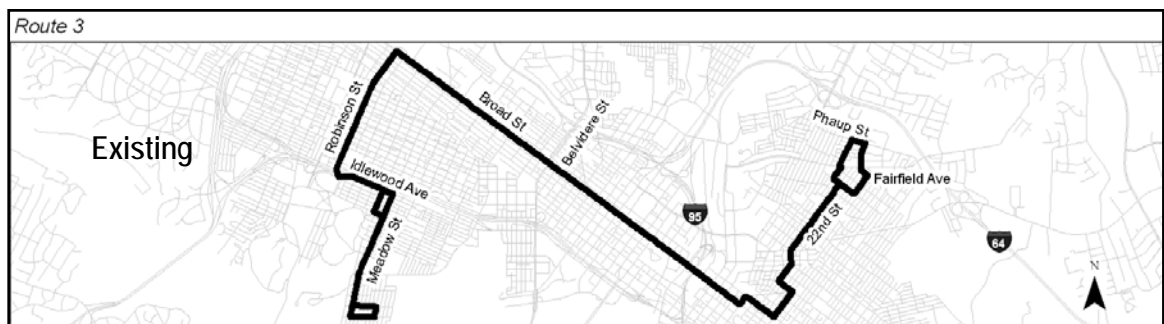 Route 3
Existing
Robinson St
Broad St
Belvidere St
Phaup St
Idlewood Ave
Fairfield Ave
Meadow St
22nd St
95
64
N